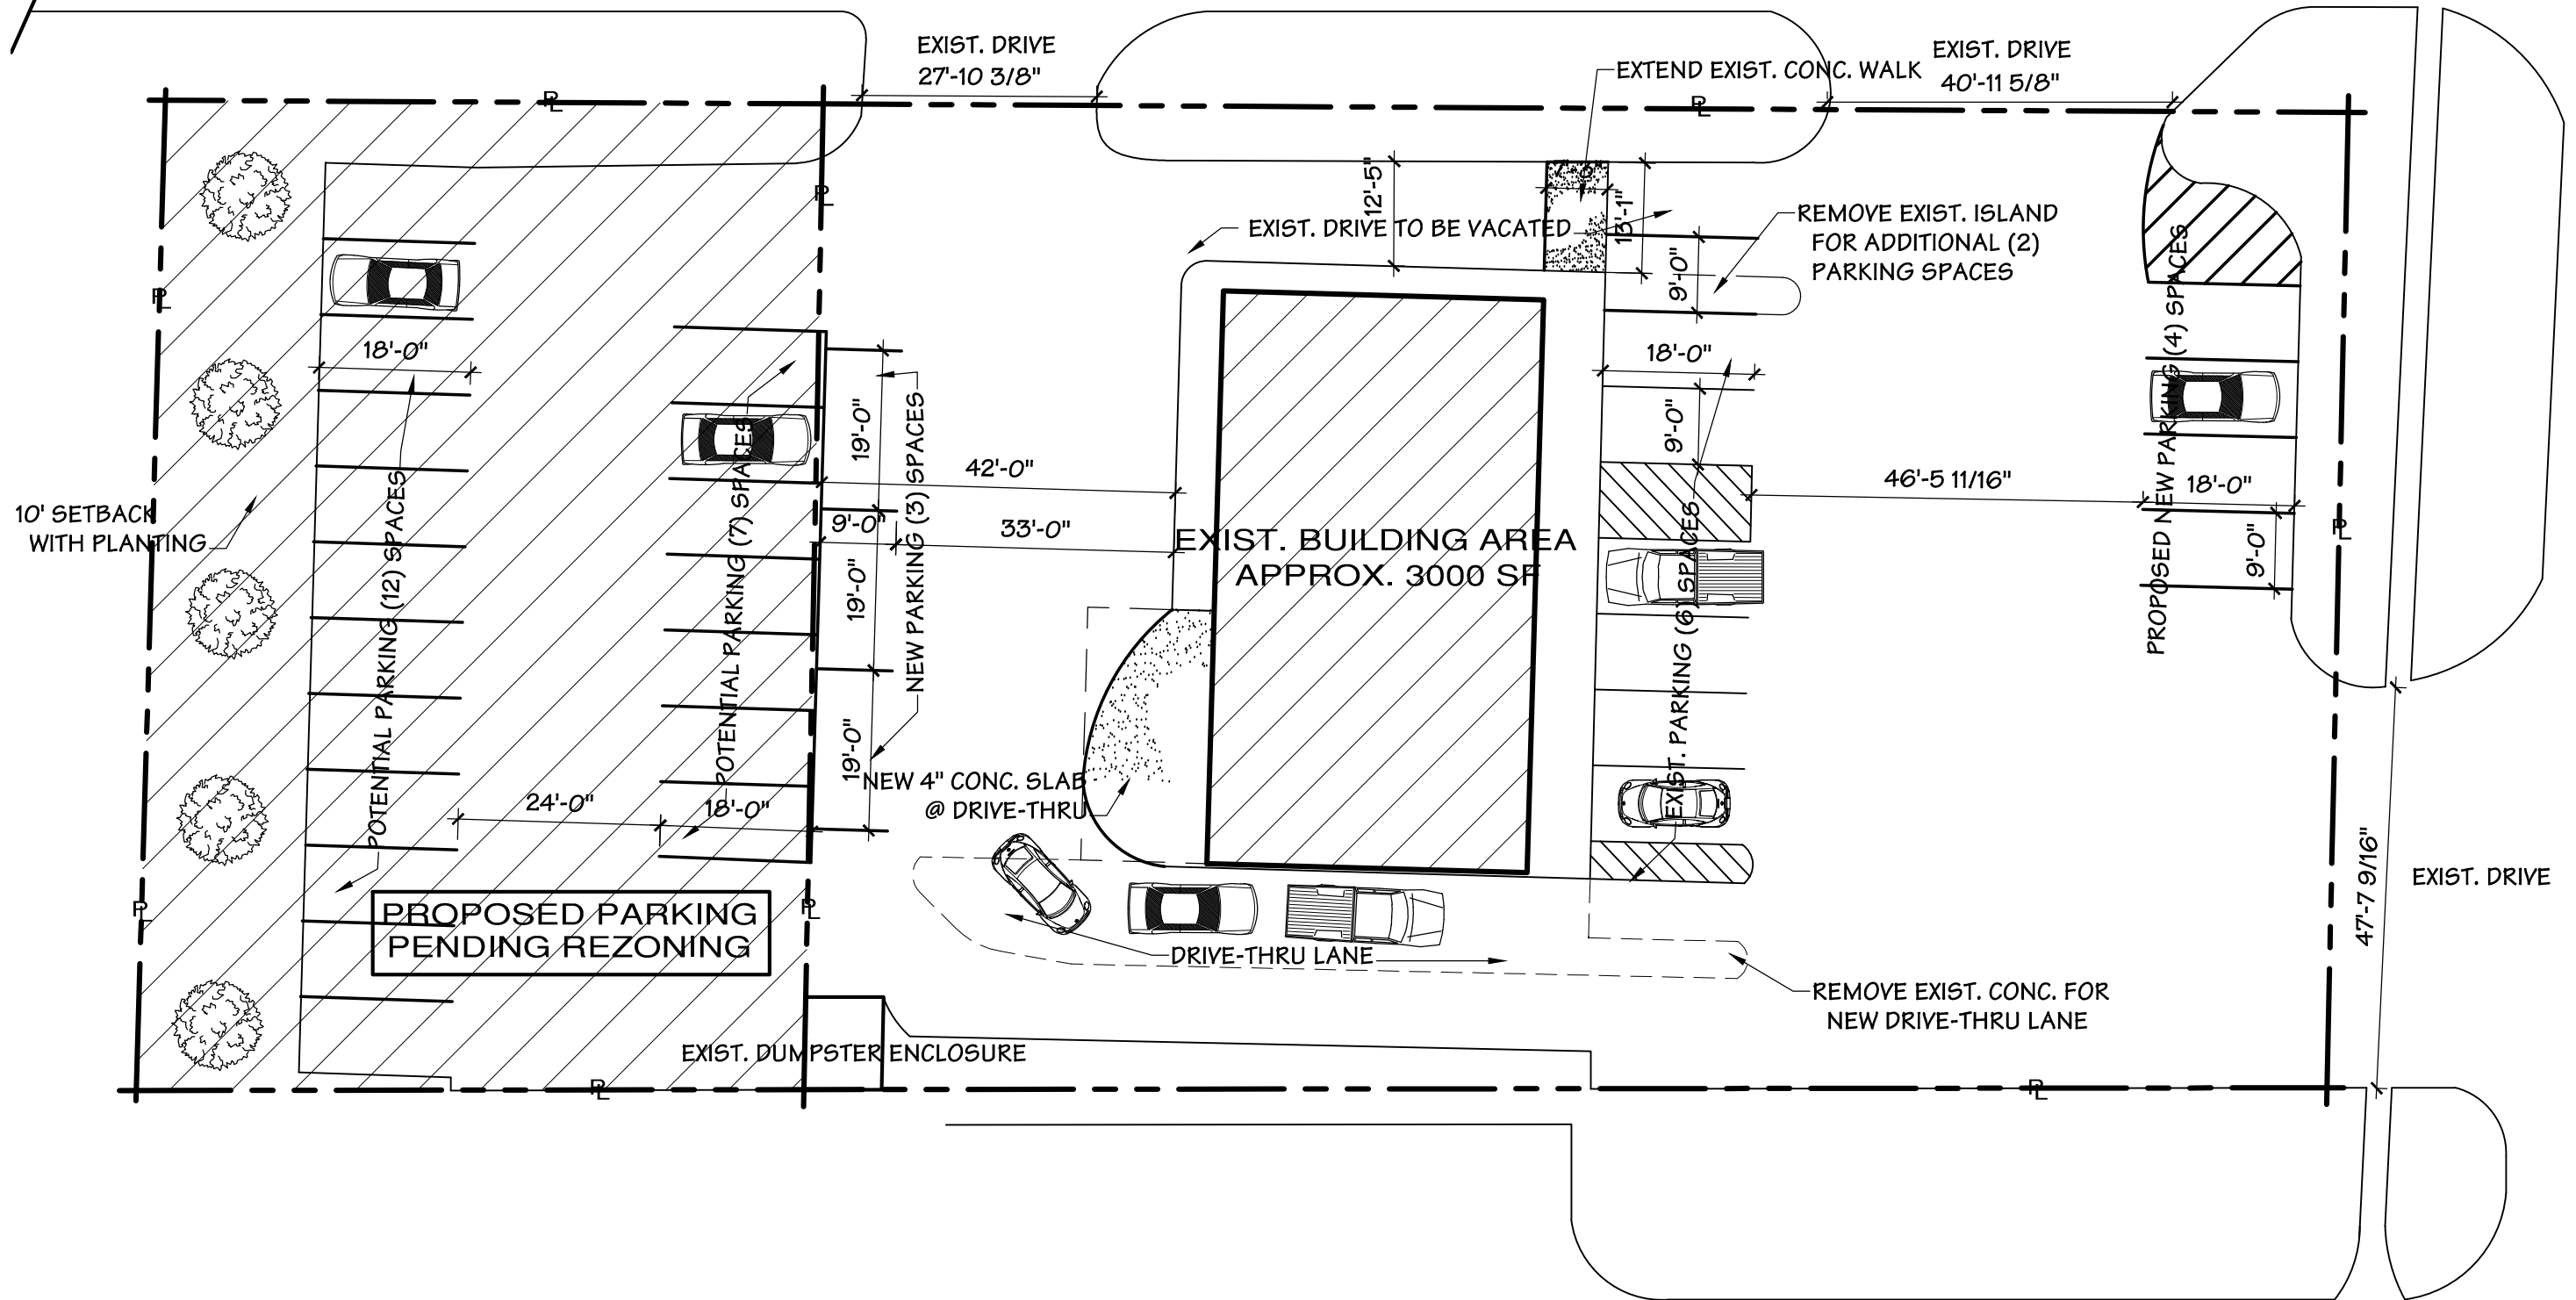 EXIST. DRIVE
27'-10 3/8"
EXTEND EXIST. CONC. WALK
EXIST. DRIVE
40'-11 5/8"
PL
PL
PL
12'-5"
13'-1"
EXIST. DRIVE TO BE VACATED
REMOVE EXIST. ISLAND
FOR ADDITIONAL (2)
PARKING SPACES
9'-0"
PL
18'-0"
18'-0"
19'-0"
9'-0"
NEW PARKING (3) SPACES
42'-0"
46'-5 11/16"
18'-0"
10' SETBACK
WITH PLANTING
POTENTIAL PARKING (12) SPACES
POTENTIAL PARKING (7) SPACES
9'-0"
33'-0"
EXIST. BUILDING AREA
APPROX. 3000 SF
EXIST. PARKING (6) SPACES
PROPOSED NEW PARKING (4) SPACES
9'-0"
PL
19'-0"
19'-0"
NEW 4" CONC. SLAB
@ DRIVE-THRU
24'-0"
18'-0"
47'-7 9/16"
EXIST. DRIVE
PL
PL
PROPOSED PARKING
PENDING REZONING
DRIVE-THRU LANE
REMOVE EXIST. CONC. FOR
NEW DRIVE-THRU LANE
EXIST. DUMPSTER ENCLOSURE
PL
PL